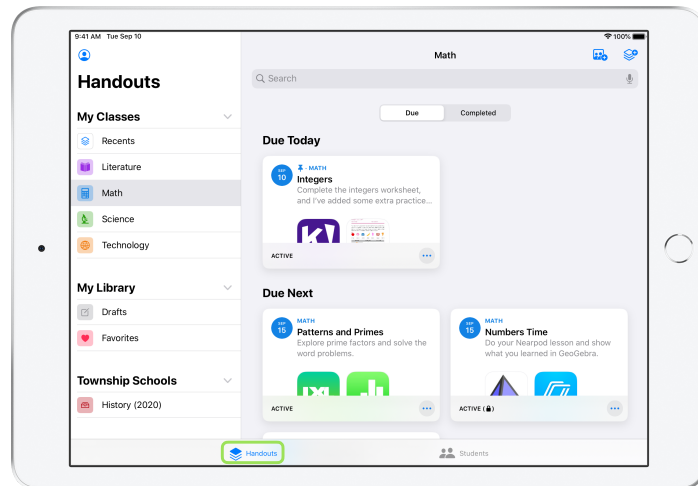 9:41 AM Tue Sep 10
100%
Handouts
My Classes
Recents
Literature
Math
Science
Technology
My Library
Drafts
Favorites
Township Schools
History (2020)
Math
Search
Due Completed
Due Today
SEP
10
- MATH
Integers
Complete the integers worksheet,
and I've added some extra practice...
K!
ACTIVE
Due Next
SEP
15
MATH
Patterns and Primes
Explore prime factors and solve the
word problems.
IXL
ACTIVE
SEP
15
MATH
Numbers Time
Do your Nearpod lesson and show
what you learned in GeoGebra.
ACTIVE ( )
Handouts
Students